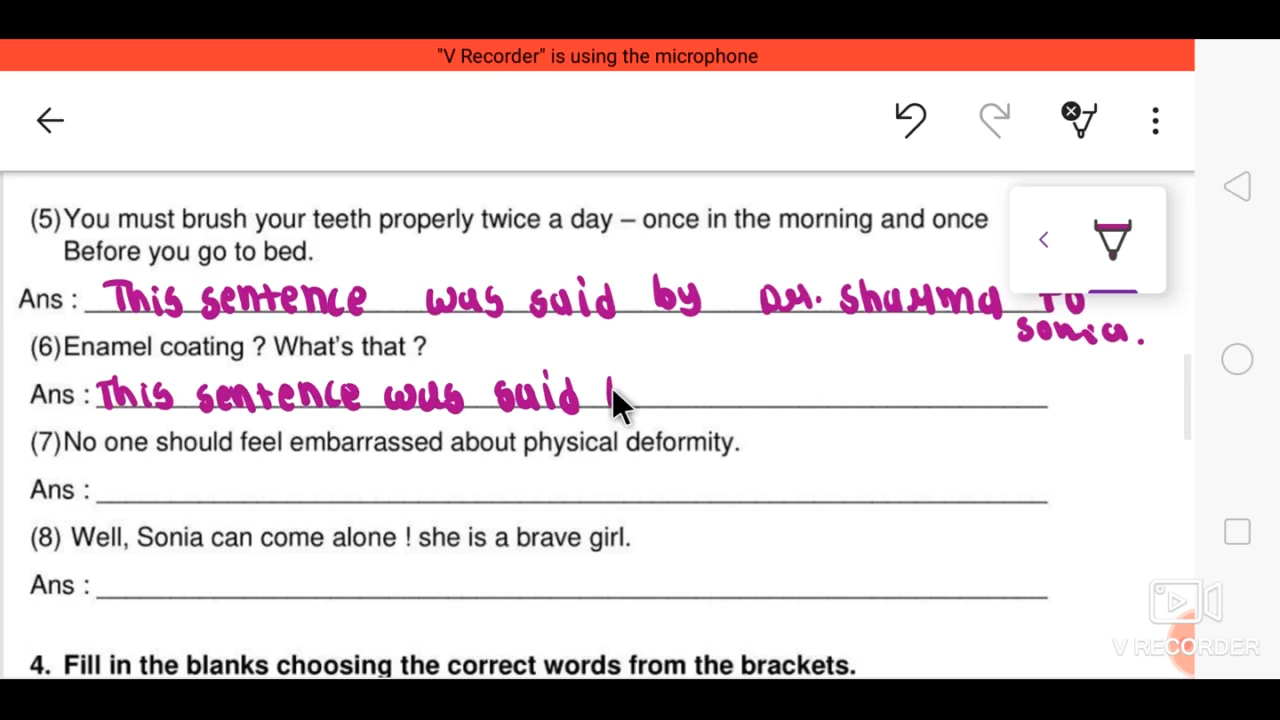 "V Recorder" is using the microphone
(5)You must brush your teeth properly twice a day – once in the morning and once
Before you go to bed.
Ans : This sentence was said by Dr. Sharma to
sonia.
(6)Enamel coating ? What's that ?
Ans : This sentence was said
(7)No one should feel embarrassed about physical deformity.
Ans :
(8) Well, Sonia can come alone ! she is a brave girl.
Ans :
V RECORDER
4. Fill in the blanks choosing the correct words from the brackets.